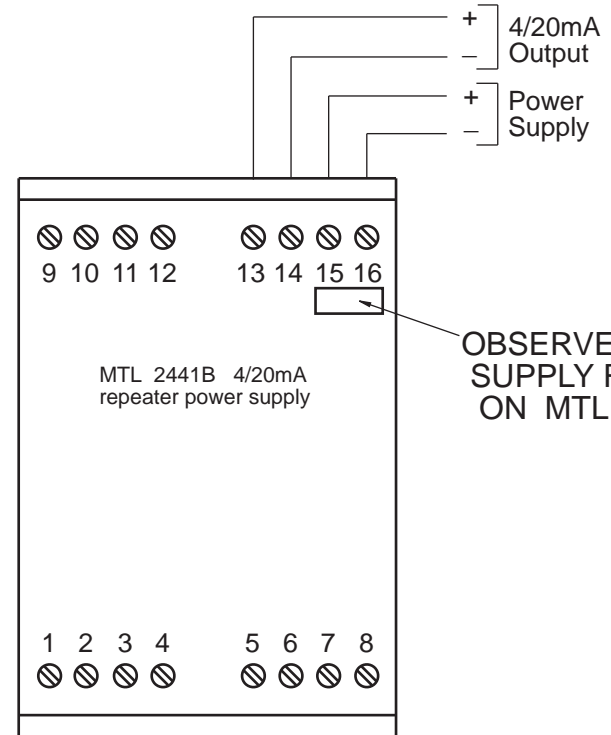 + 4/20mA
– Output
+ Power
– Supply
9 10 11 12 13 14 15 16
OBSERVE
SUPPLY
ON MTL
MTL 2441B 4/20mA
repeater power supply
1 2 3 4 5 6 7 8